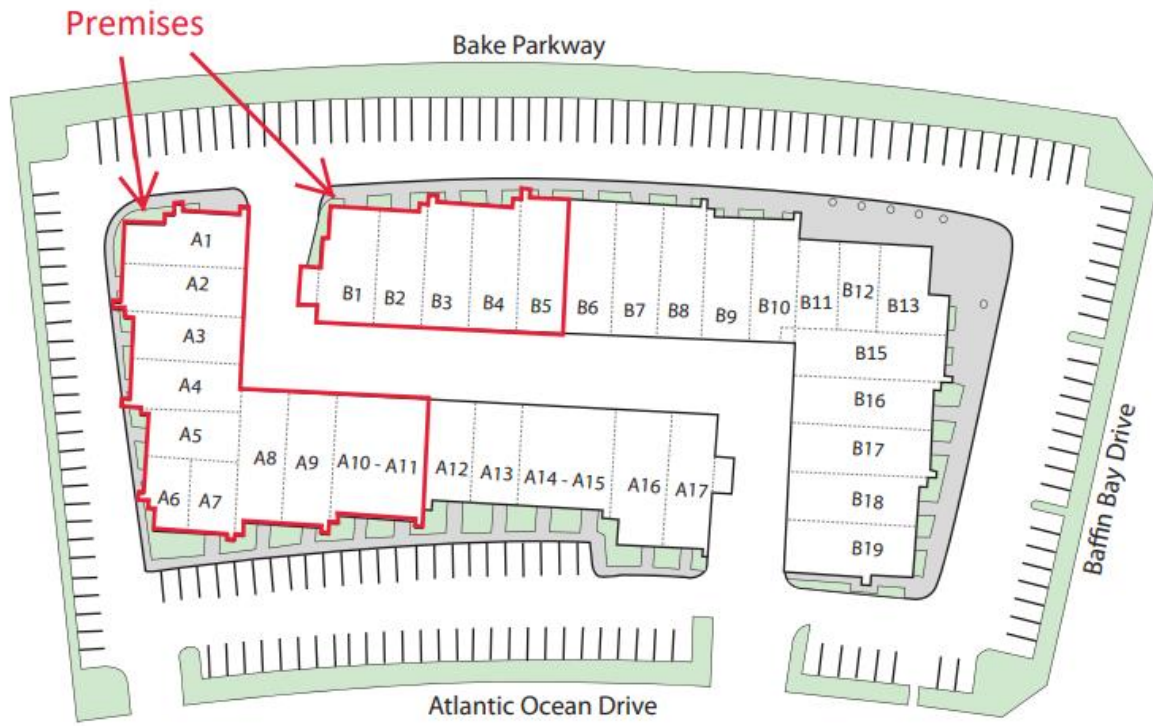 Premises
Bake Parkway
A1
A2
A3
A4
A5
A6
A7
A8
A9
A10 - A11
A12
A13
A14 - A15
A16
A17
B1
B2
B3
B4
B5
B6
B7
B8
B9
B10
B11
B12
B13
B15
B16
B17
B18
B19
Baffin Bay Drive
Atlantic Ocean Drive